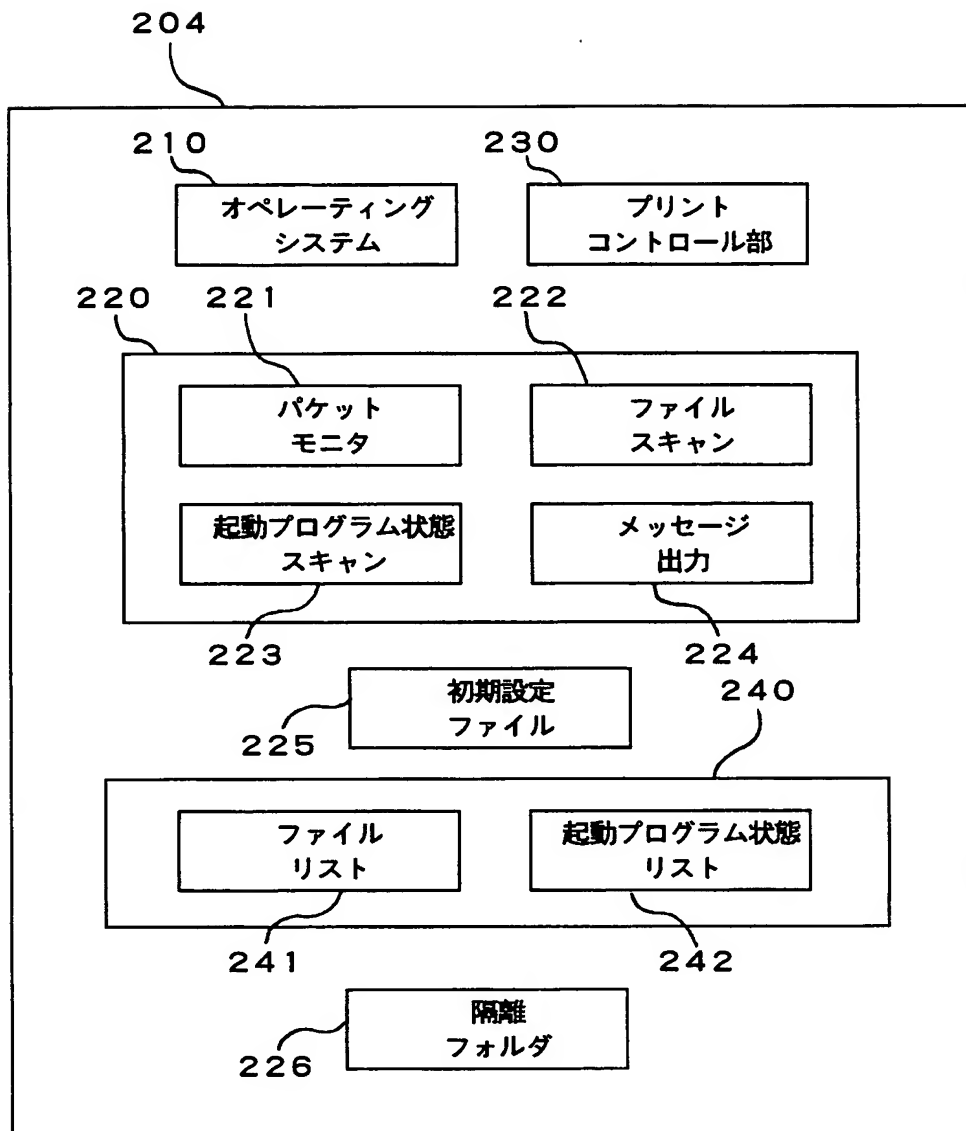 204
210
230
オペレーティング
システム
プリント
コントロール部
220
221
222
パケット
モニタ
ファイル
スキャン
起動プログラム状態
スキャン
メッセージ
出力
223
224
初期設定
ファイル
225
240
ファイル
リスト
起動プログラム状態
リスト
241
242
隔離
フォルダ
226